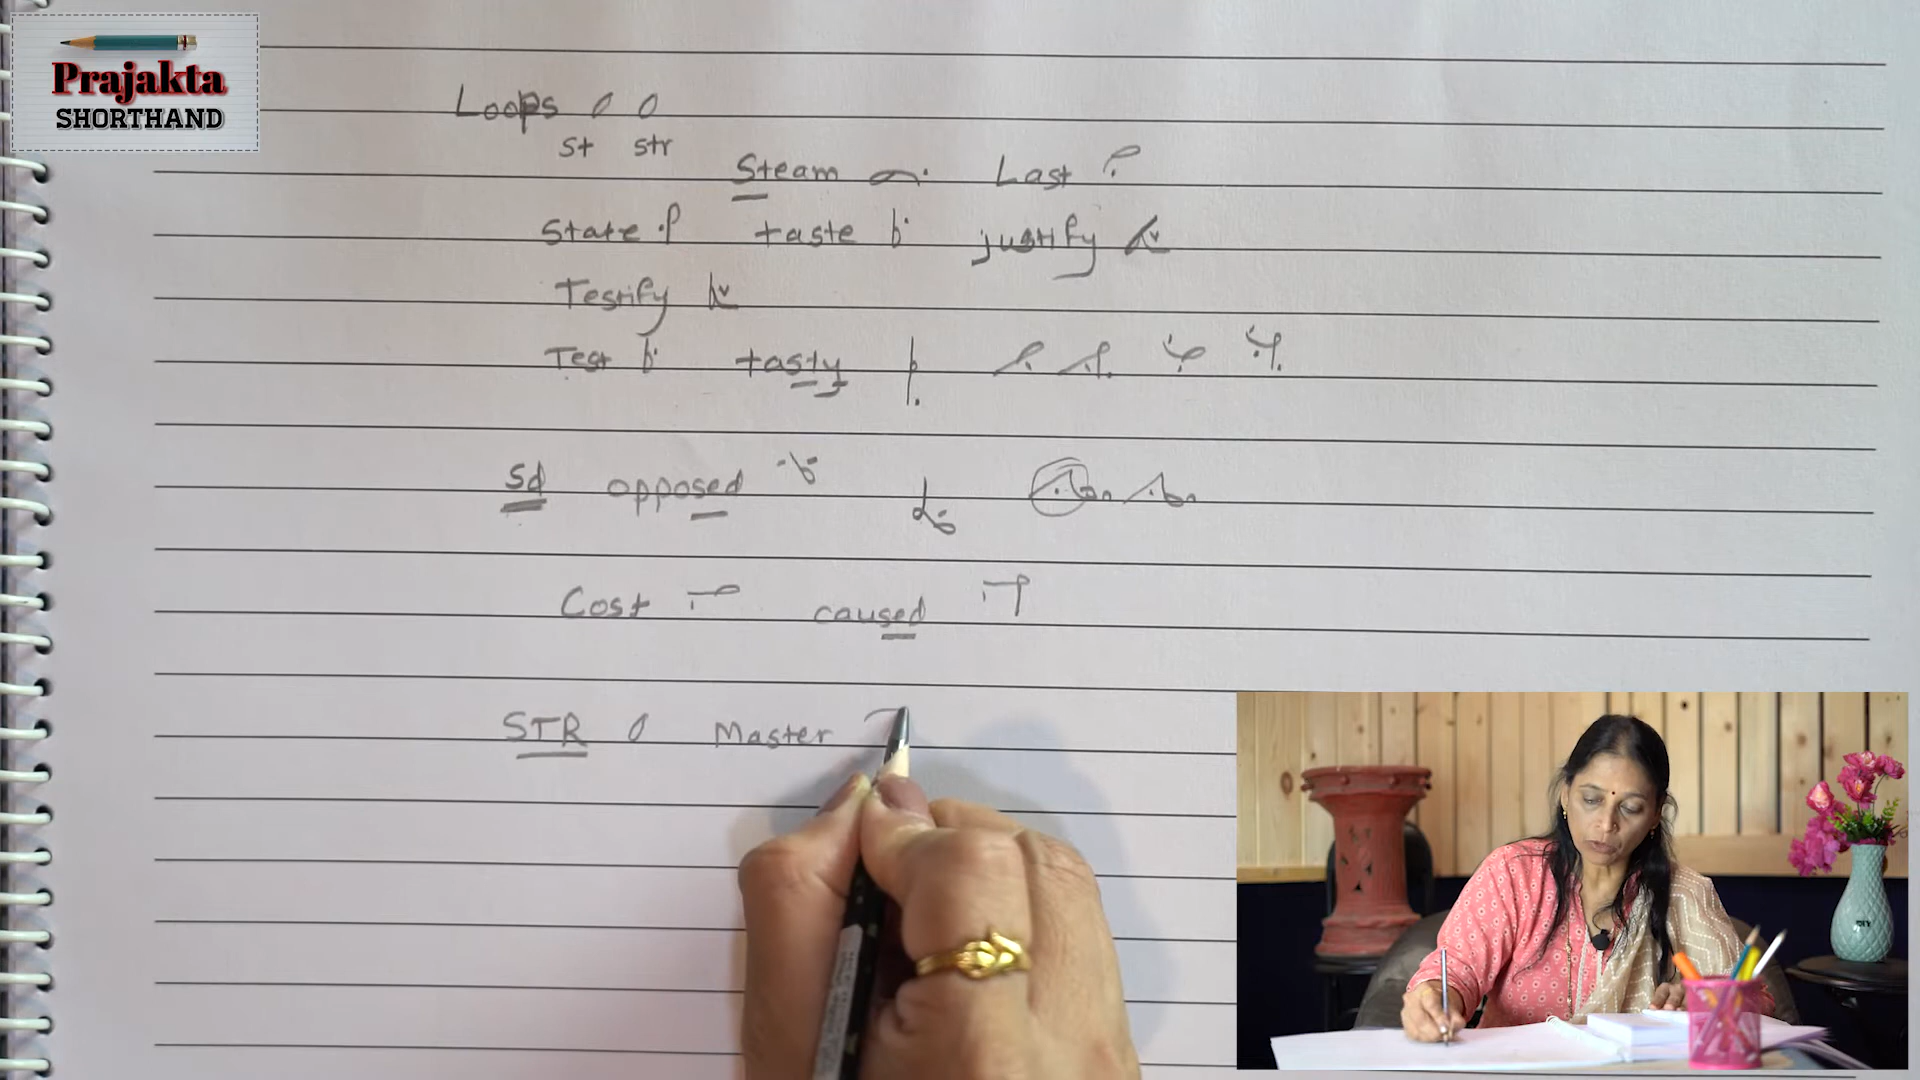 Prajakta
SHORTHAND
Loops
st str
Steam Last
State taste justify
Testify
Test tasty
Sd opposed
Cost caused
STR Master
DIY